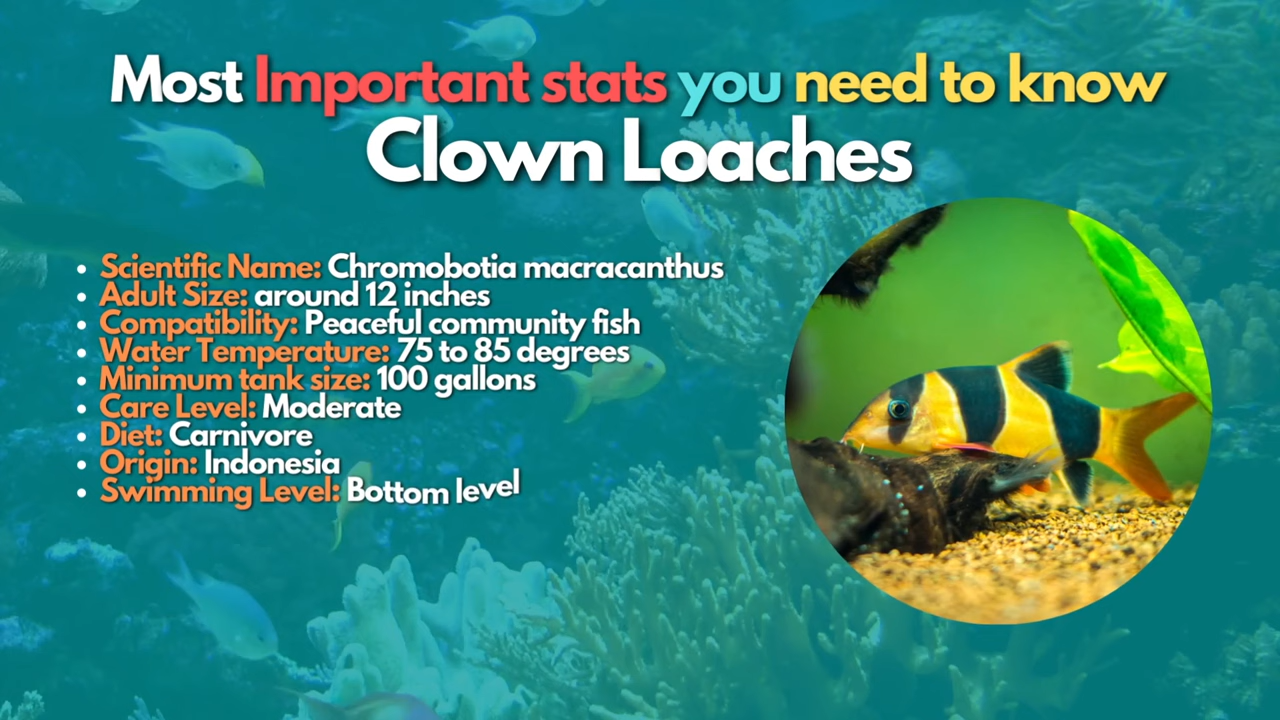 Most Important stats you need to know
Clown Loaches
• Scientific Name: Chromobotia macracanthus
• Adult Size: around 12 inches
• Compatibility: Peaceful community fish
• Water Temperature: 75 to 85 degrees
• Minimum tank size: 100 gallons
• Care Level: Moderate
• Diet: Carnivore
• Origin: Indonesia
• Swimming Level: Bottom level